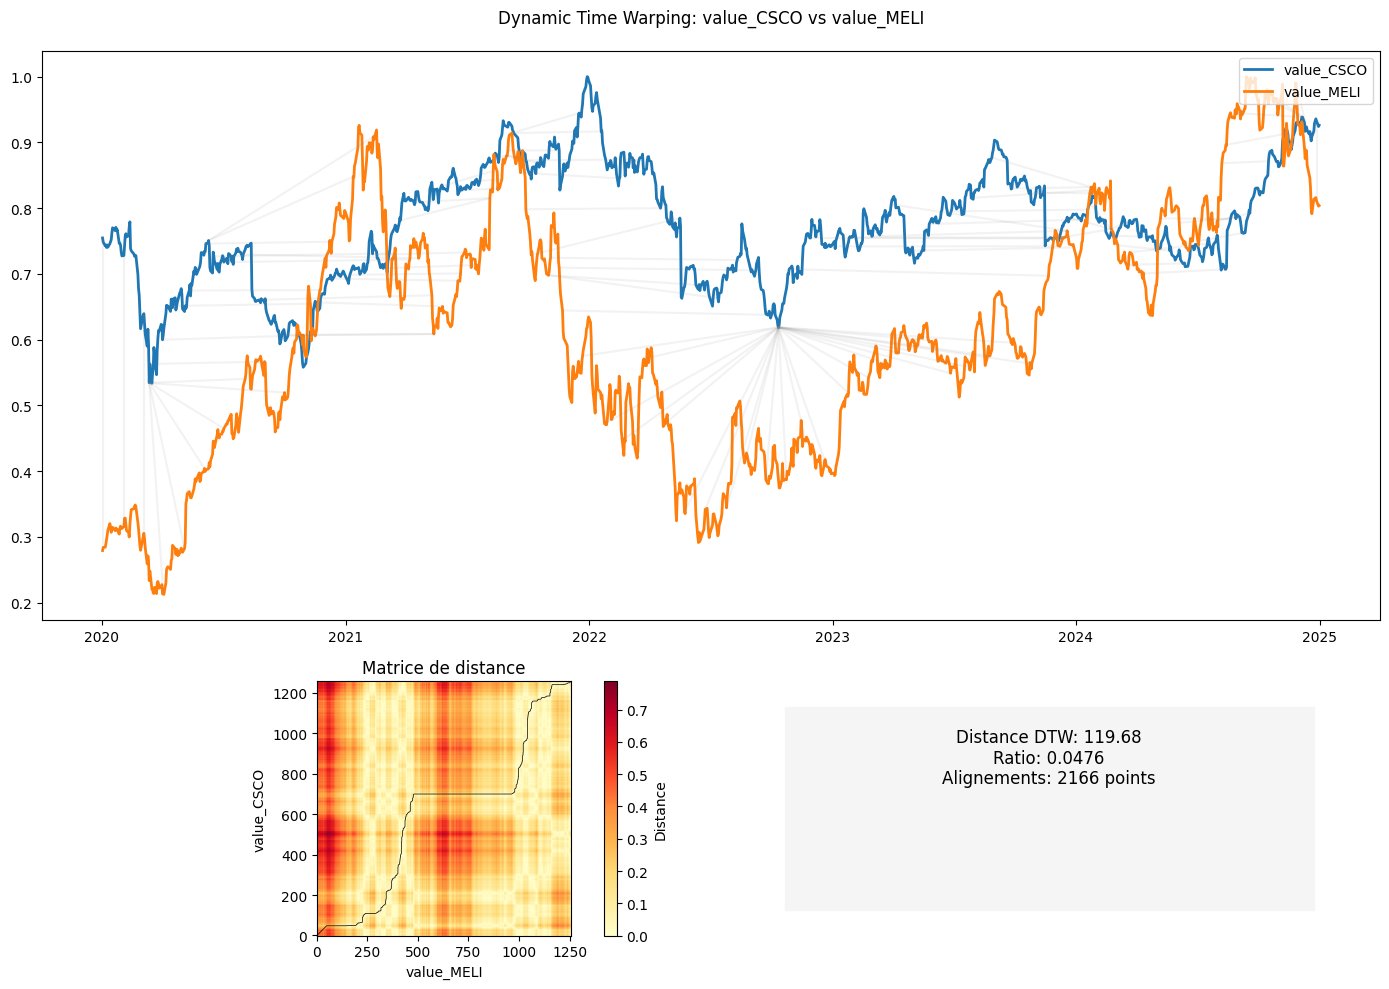 Dynamic Time Warping: value_CSCO vs value_MELI
value_CSCO
value_MELI
1.0
0.9
0.8
0.7
0.6
0.5
0.4
0.3
0.2
2020 2021 2022 2023 2024 2025
Matrice de distance
value_CSCO
1200
1000
800
600
400
200
0
0 250 500 750 1000 1250
value_MELI
0.7
0.6
0.5
0.4
0.3
0.2
0.1
0.0
Distance
Distance DTW: 119.68
Ratio: 0.0476
Alignements: 2166 points